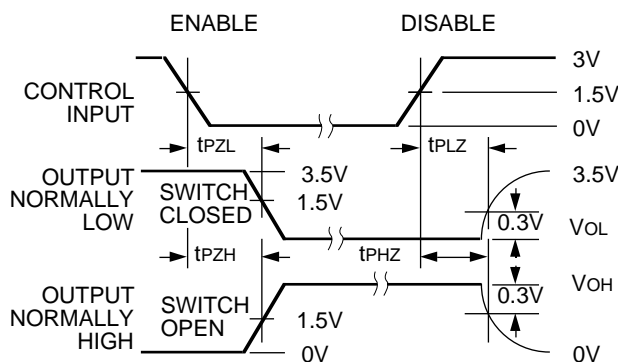 ENABLE DISABLE
3V
CONTROL
INPUT
1.5V
0V
tPZL tPLZ
OUTPUT
NORMALLY
LOW
SWITCH
CLOSED
3.5V
1.5V
3.5V
0.3V
VOL
tPZH tPHZ
VOH
0.3V
OUTPUT
NORMALLY
HIGH
SWITCH
OPEN
1.5V
0V
0V